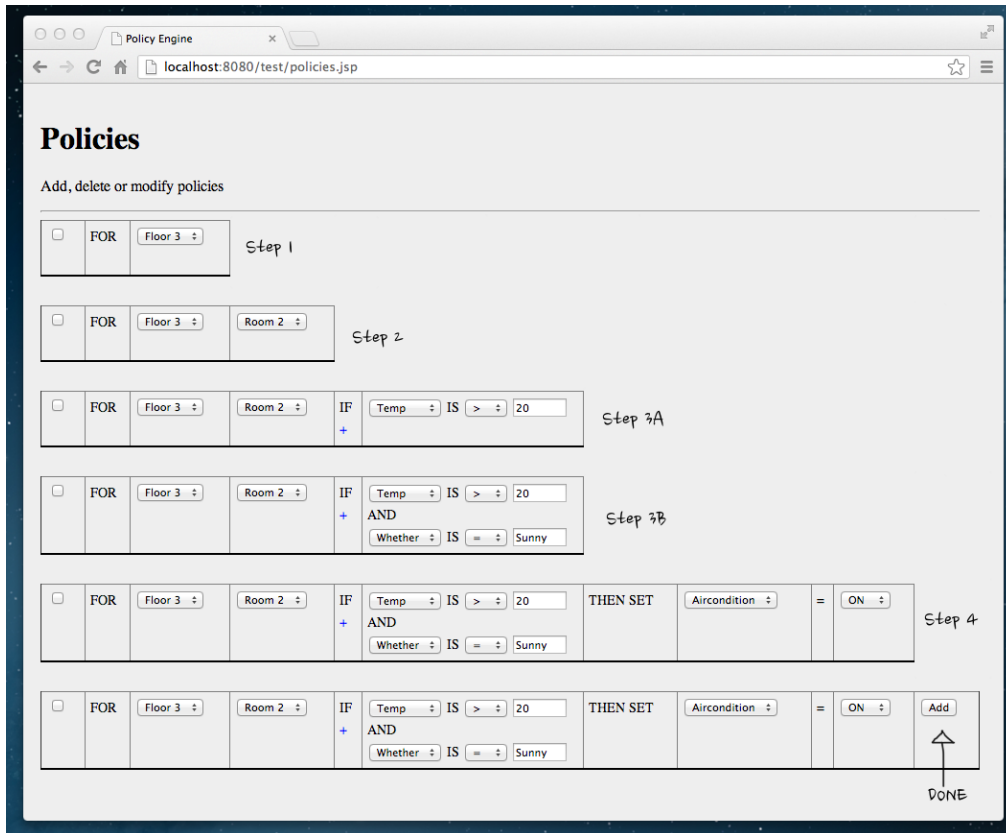 Policy Engine
localhost:8080/test/policies.jsp
Policies
Add, delete or modify policies
FOR Floor 3 Step 1
FOR Floor 3 Room 2 Step 2
FOR Floor 3 Room 2 IF Temp IS > 20 Step 3A
+
FOR Floor 3 Room 2 IF Temp IS > 20
+ AND Step 3B
Whether IS = Sunny
FOR Floor 3 Room 2 IF Temp IS > 20 THEN SET Aircondition = ON
+ AND Step 4
Whether IS = Sunny
FOR Floor 3 Room 2 IF Temp IS > 20 THEN SET Aircondition = ON Add
+ AND
Whether IS = Sunny
DONE